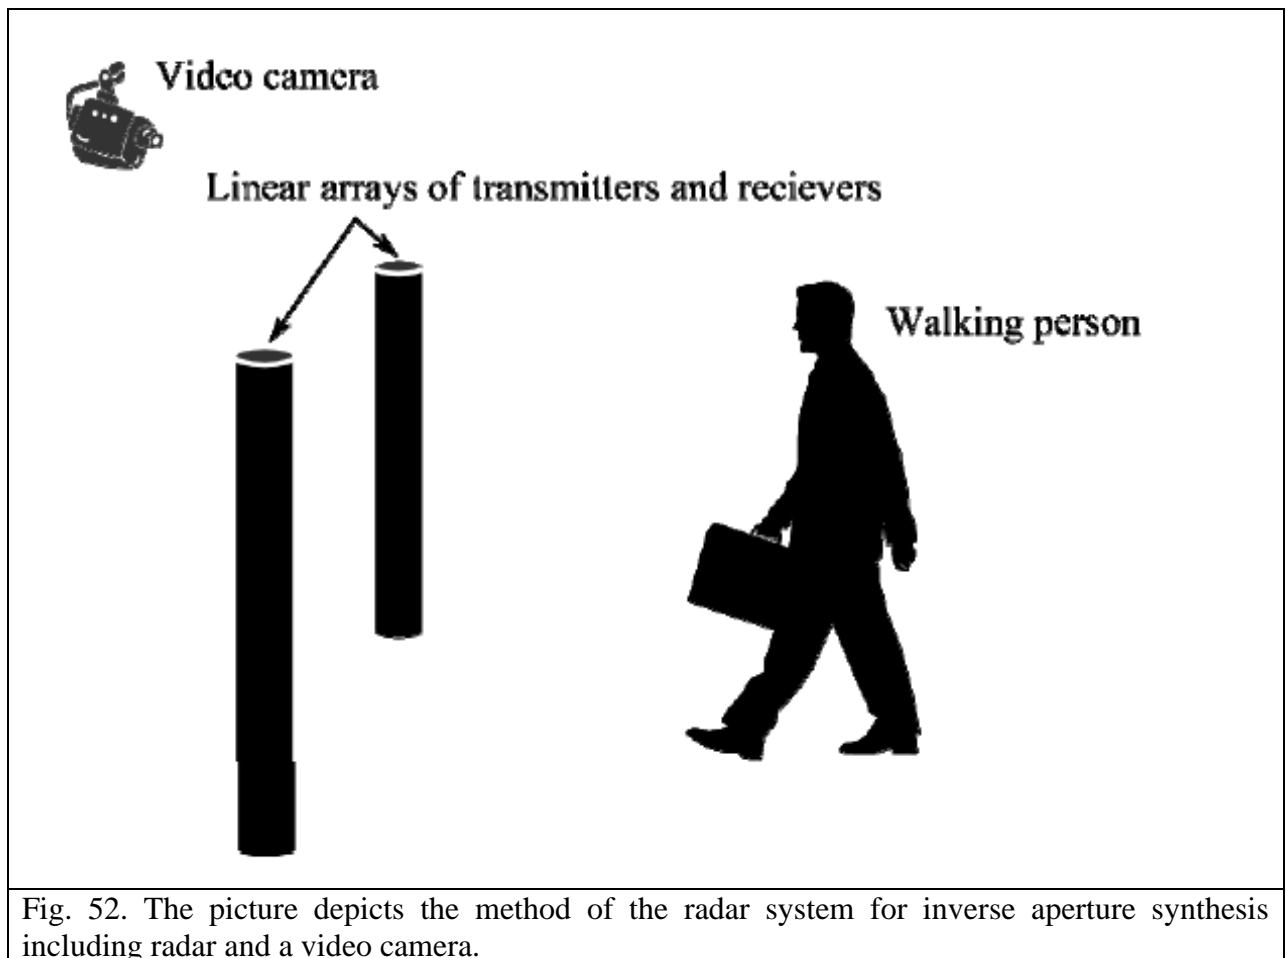 Video camera
Linear arrays of transmitters and recievers
Walking person
Fig. 52. The picture depicts the method of the radar system for inverse aperture synthesis
including radar and a video camera.